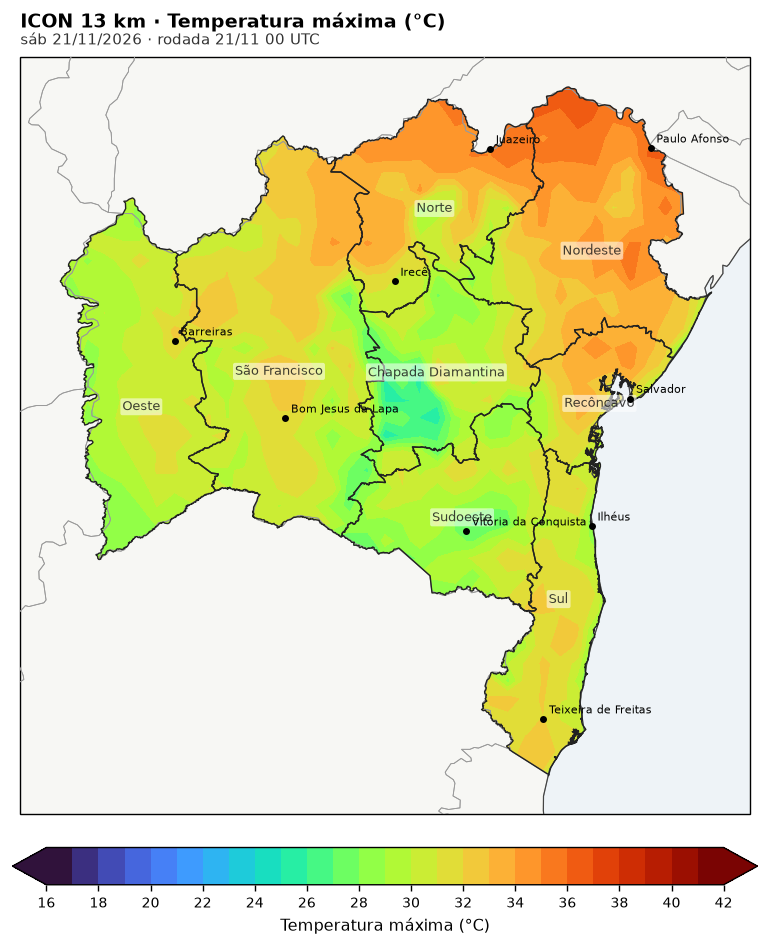 ICON 13 km · Temperatura máxima (°C)
sáb 21/11/2026 · rodada 21/11 00 UTC
Juazeiro
Paulo Afonso
Norte
Nordeste
Irecê
Barreiras
São Francisco
Chapada Diamantina
Salvador
Oeste
Bom Jesus da Lapa
Recôncavo
Sudoeste
Vitória da Conquista
Ilhéus
Sul
Teixeira de Freitas
16 18 20 22 24 26 28 30 32 34 36 38 40 42
Temperatura máxima (°C)